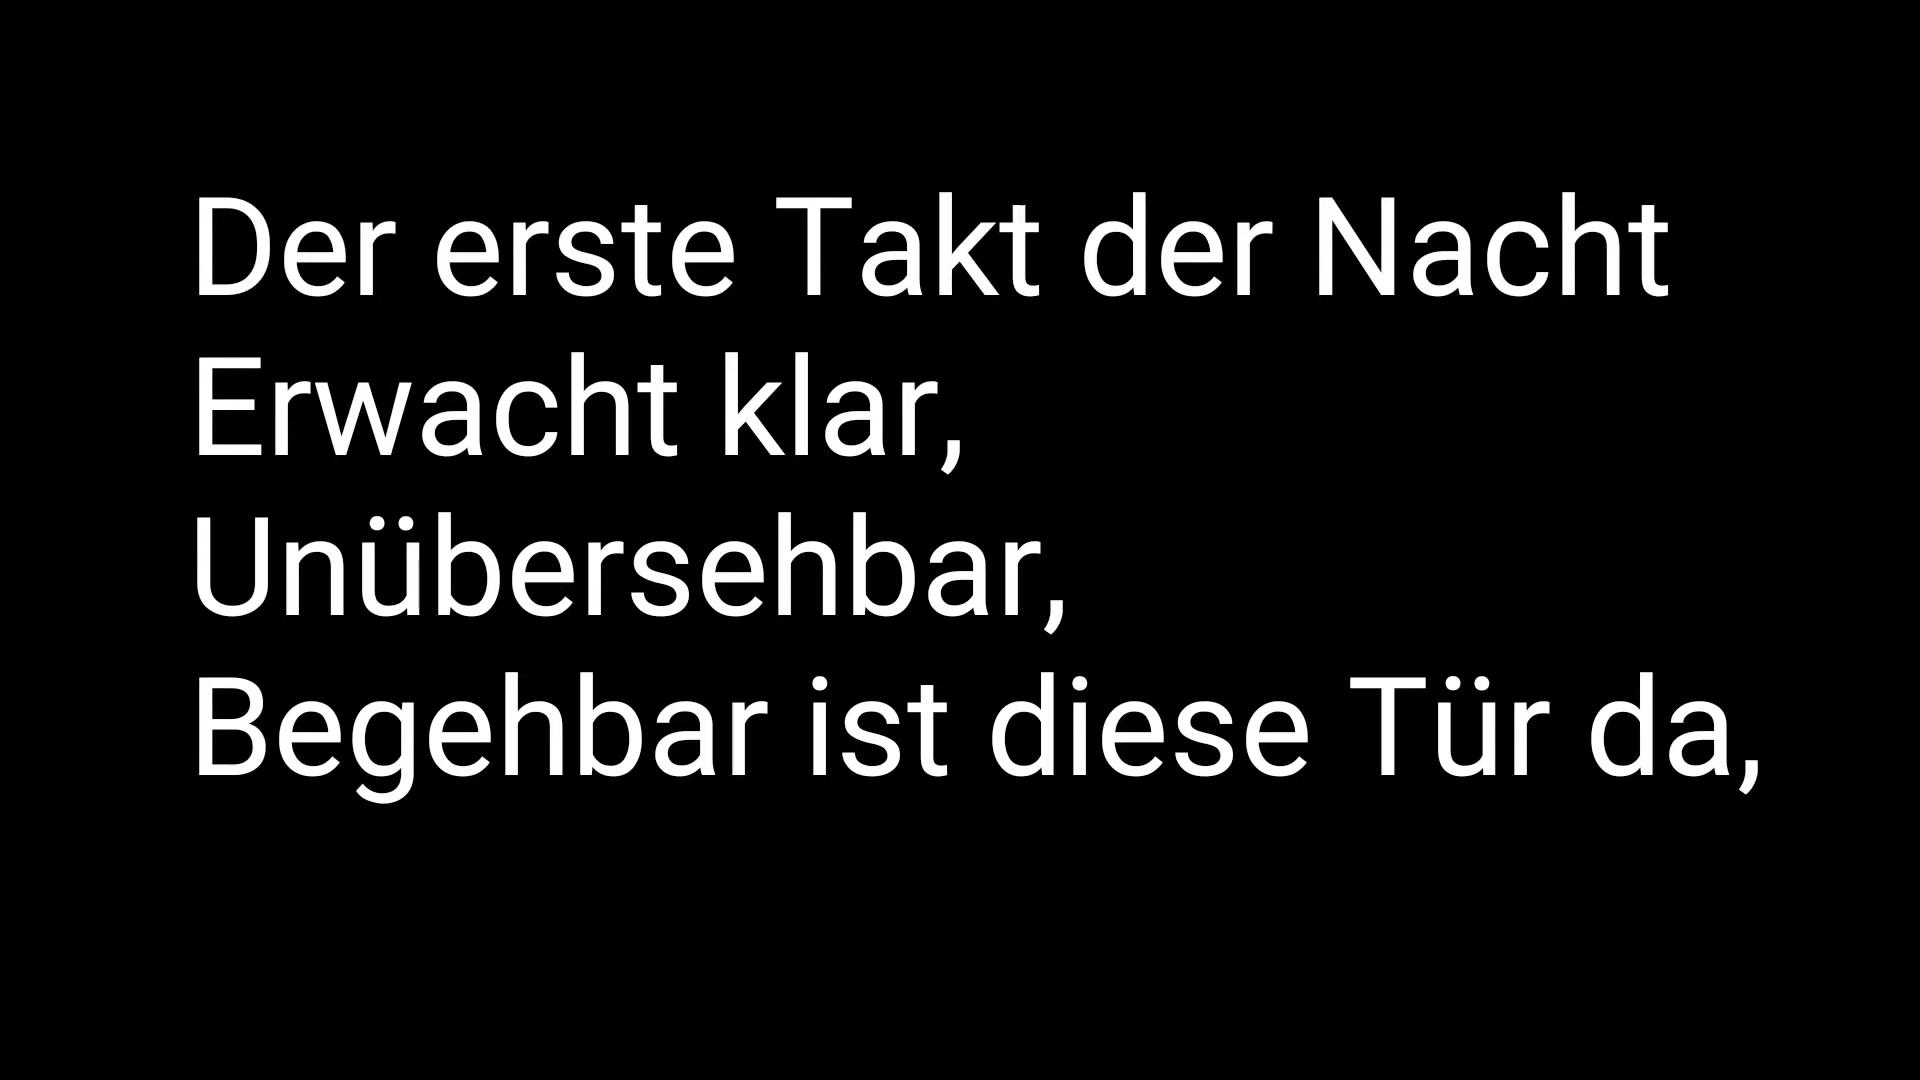 Der erste Takt der Nacht
Erwacht klar,
Unübersehbar,
Begehbar ist diese Tür da,